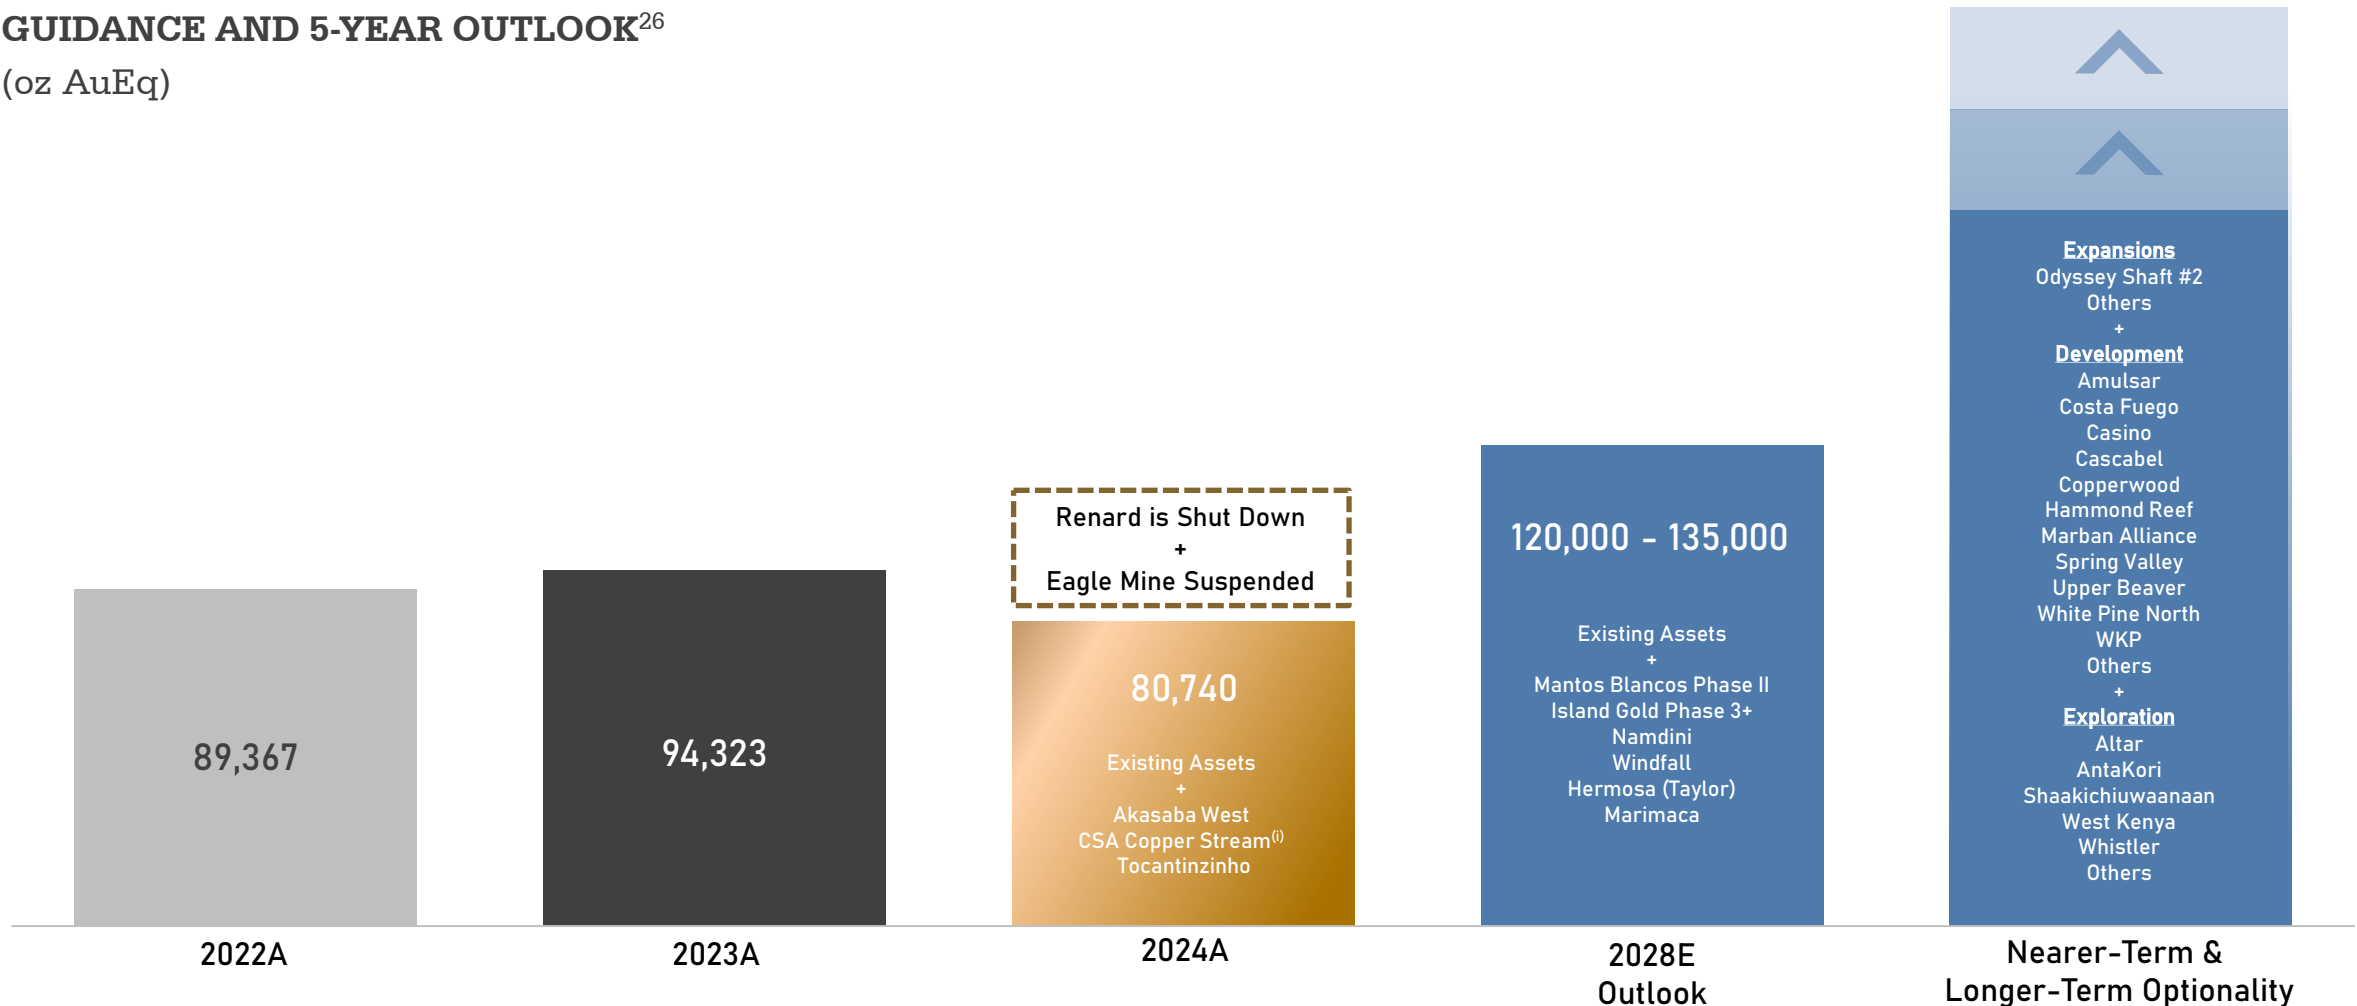 GUIDANCE AND 5-YEAR OUTLOOK26
(oz AuEq)
89,367
2022A
94,323
2023A
Renard is Shut Down
+
Eagle Mine Suspended
80,740
Existing Assets
+
Akasaba West
CSA Copper Stream(i)
Tocantinzinho
2024A
120,000 - 135,000
Existing Assets
+
Mantos Blancos Phase II
Island Gold Phase 3+
Namdini
Windfall
Hermosa (Taylor)
Marimaca
2028E
Outlook
Expansions
Odyssey Shaft #2
Others
+
Development
Amulsar
Costa Fuego
Casino
Cascabel
Copperwood
Hammond Reef
Marban Alliance
Spring Valley
Upper Beaver
White Pine North
WKP
Others
+
Exploration
Altar
AntaKori
Shaakichiuwaanaan
West Kenya
Whistler
Others
Nearer-Term &
Longer-Term Optionality